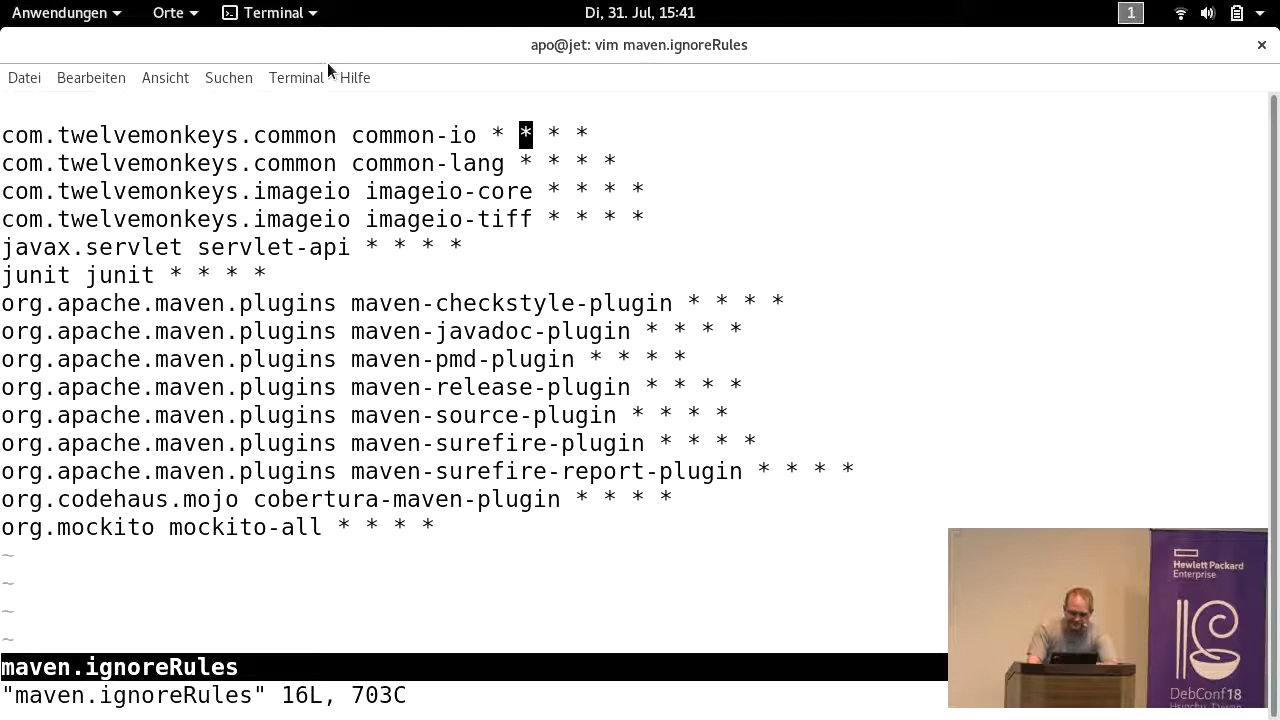 Anwendungen Orte Terminal Di, 31. Jul, 15:41 1
apo@jet: vim maven.ignoreRules ×
Datei Bearbeiten Ansicht Suchen Terminal Hilfe
com.twelvemonkeys.common common-io * * * *
com.twelvemonkeys.common common-lang * * * *
com.twelvemonkeys.imageio imageio-core * * * *
com.twelvemonkeys.imageio imageio-tiff * * * *
javax.servlet servlet-api * * * *
junit junit * * * *
org.apache.maven.plugins maven-checkstyle-plugin * * * *
org.apache.maven.plugins maven-javadoc-plugin * * * *
org.apache.maven.plugins maven-pmd-plugin * * * *
org.apache.maven.plugins maven-release-plugin * * * *
org.apache.maven.plugins maven-source-plugin * * * *
org.apache.maven.plugins maven-surefire-plugin * * * *
org.apache.maven.plugins maven-surefire-report-plugin * * * *
org.codehaus.mojo cobertura-maven-plugin * * * *
org.mockito mockito-all * * * *
~
~
~
~
maven.ignoreRules
"maven.ignoreRules" 16L, 703C
Hewlett Packard
Enterprise
DebConf18
Hsinchu, Taiwan